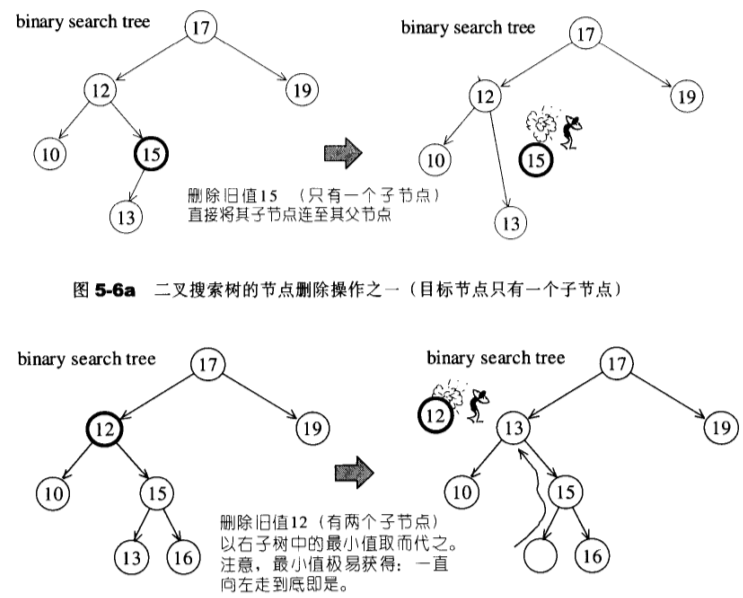 binary search tree
17
12
19
10
15
13
删除旧值15 （只有一个子节点）
直接将其子节点连至其父节点
binary search tree
17
12
19
10
15
13
图 5-6a 二叉搜索树的节点删除操作之一（目标节点只有一个子节点）
binary search tree
17
12
19
10
15
13
16
删除旧值12（有两个子节点）
以右子树中的最小值取而代之。
注意，最小值极易获得：一直
向左走到底即是。
binary search tree
17
12
13
19
10
15
16